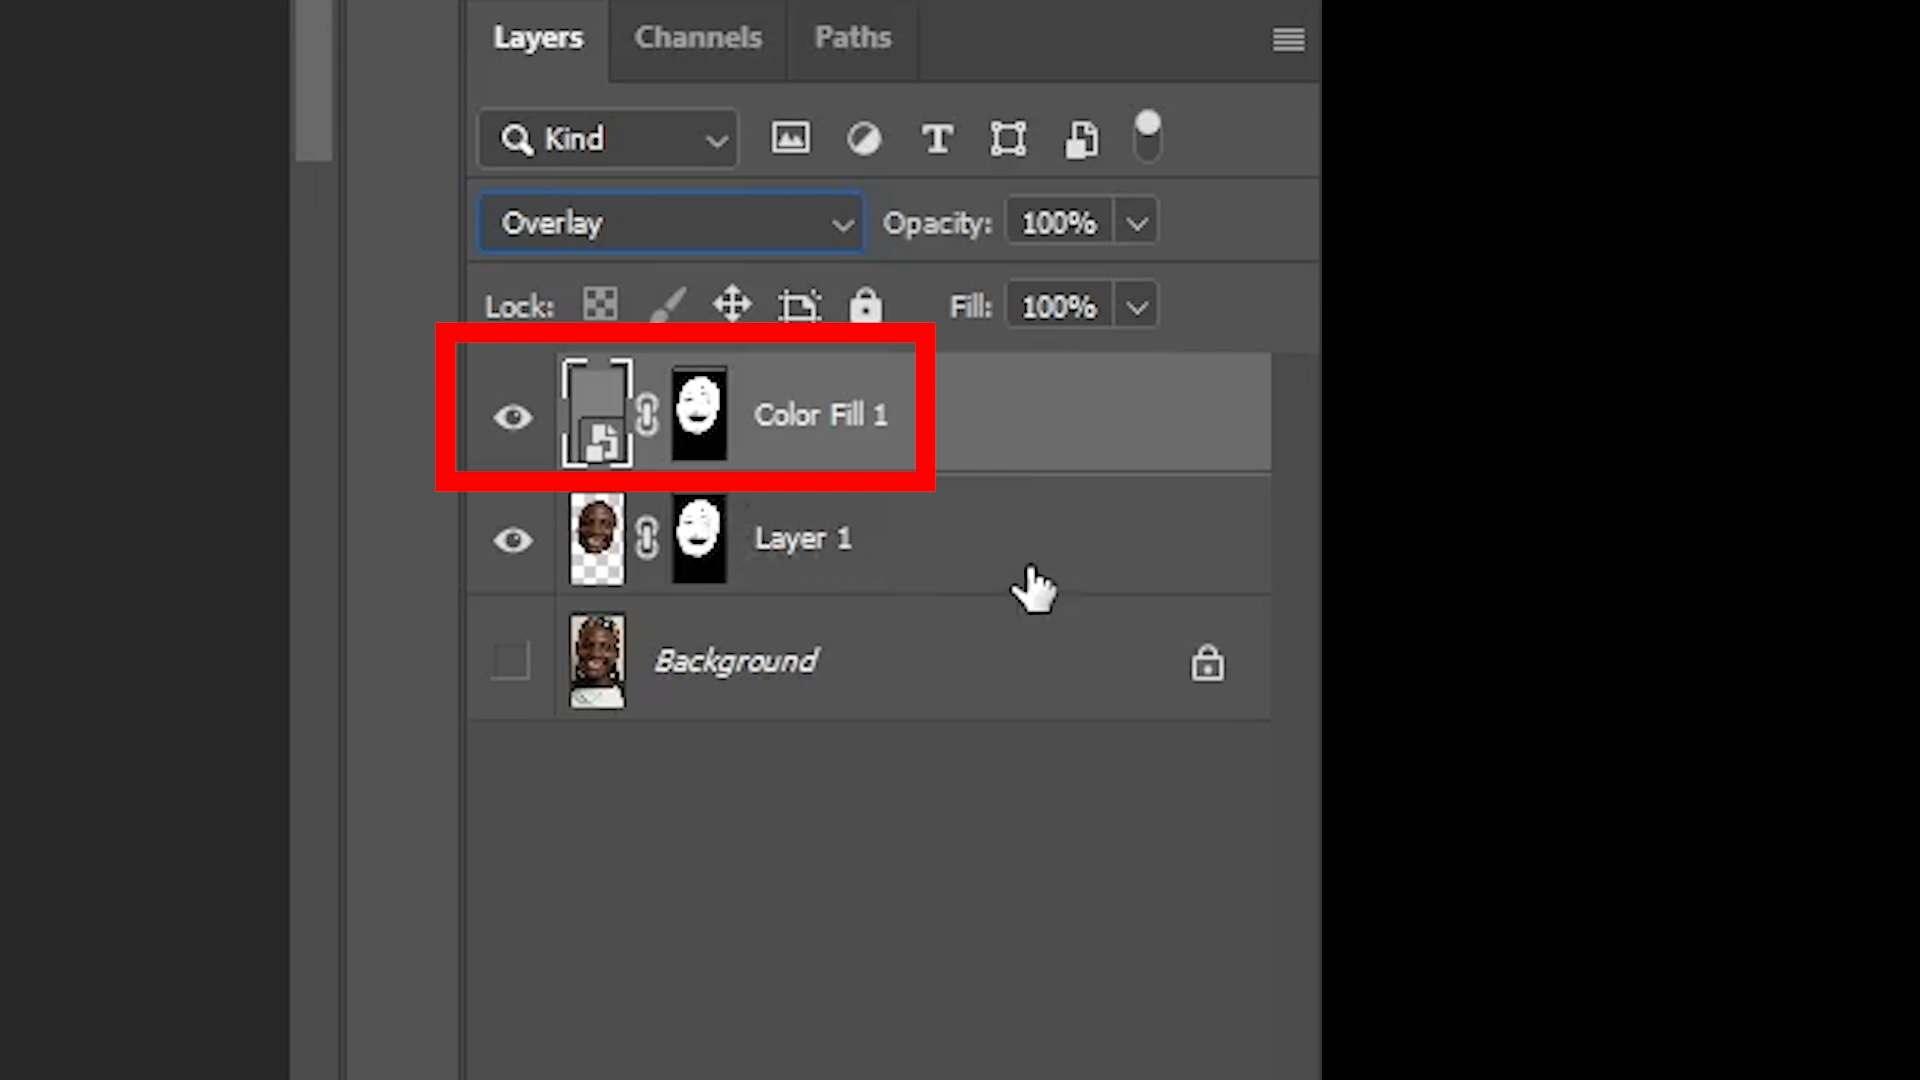 Layers Channels Paths
Kind
Overlay Opacity: 100%
Lock: Fill: 100%
Color Fill 1
Layer 1
Background